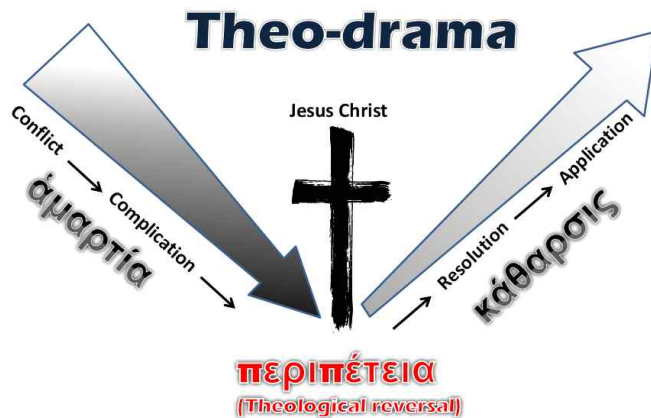 Theo-drama
Jesus Christ
Conflict → Complication →
ἁμαρτία
→ Resolution → Application
κάθαρσις
περιπέτεια
(Theological reversal)